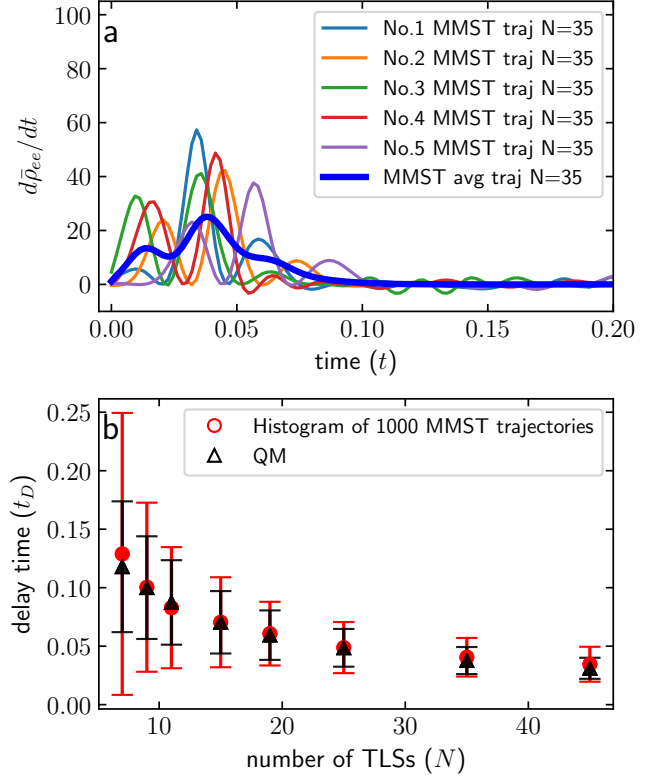 a
100
80
60
40
20
0
dρ̄ₑₑ/dt
No.1 MMST traj N=35
No.2 MMST traj N=35
No.3 MMST traj N=35
No.4 MMST traj N=35
No.5 MMST traj N=35
MMST avg traj N=35
0.00 0.05 0.10 0.15 0.20
time (t)
b
0.25
0.20
0.15
0.10
0.05
0.00
delay time (t_D)
Histogram of 1000 MMST trajectories
QM
10 20 30 40
number of TLSs (N)